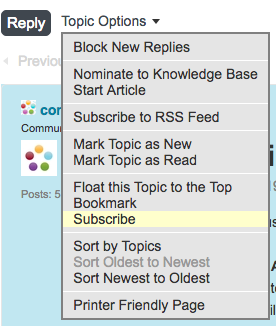 Reply Topic Options
Previou
Block New Replies
Nominate to Knowledge Base
Start Article
Subscribe to RSS Feed
Mark Topic as New
Mark Topic as Read
Float this Topic to the Top
Bookmark
Subscribe
Sort by Topics
Sort Oldest to Newest
Sort Newest to Oldest
Printer Friendly Page
com
Commun
Posts: 5